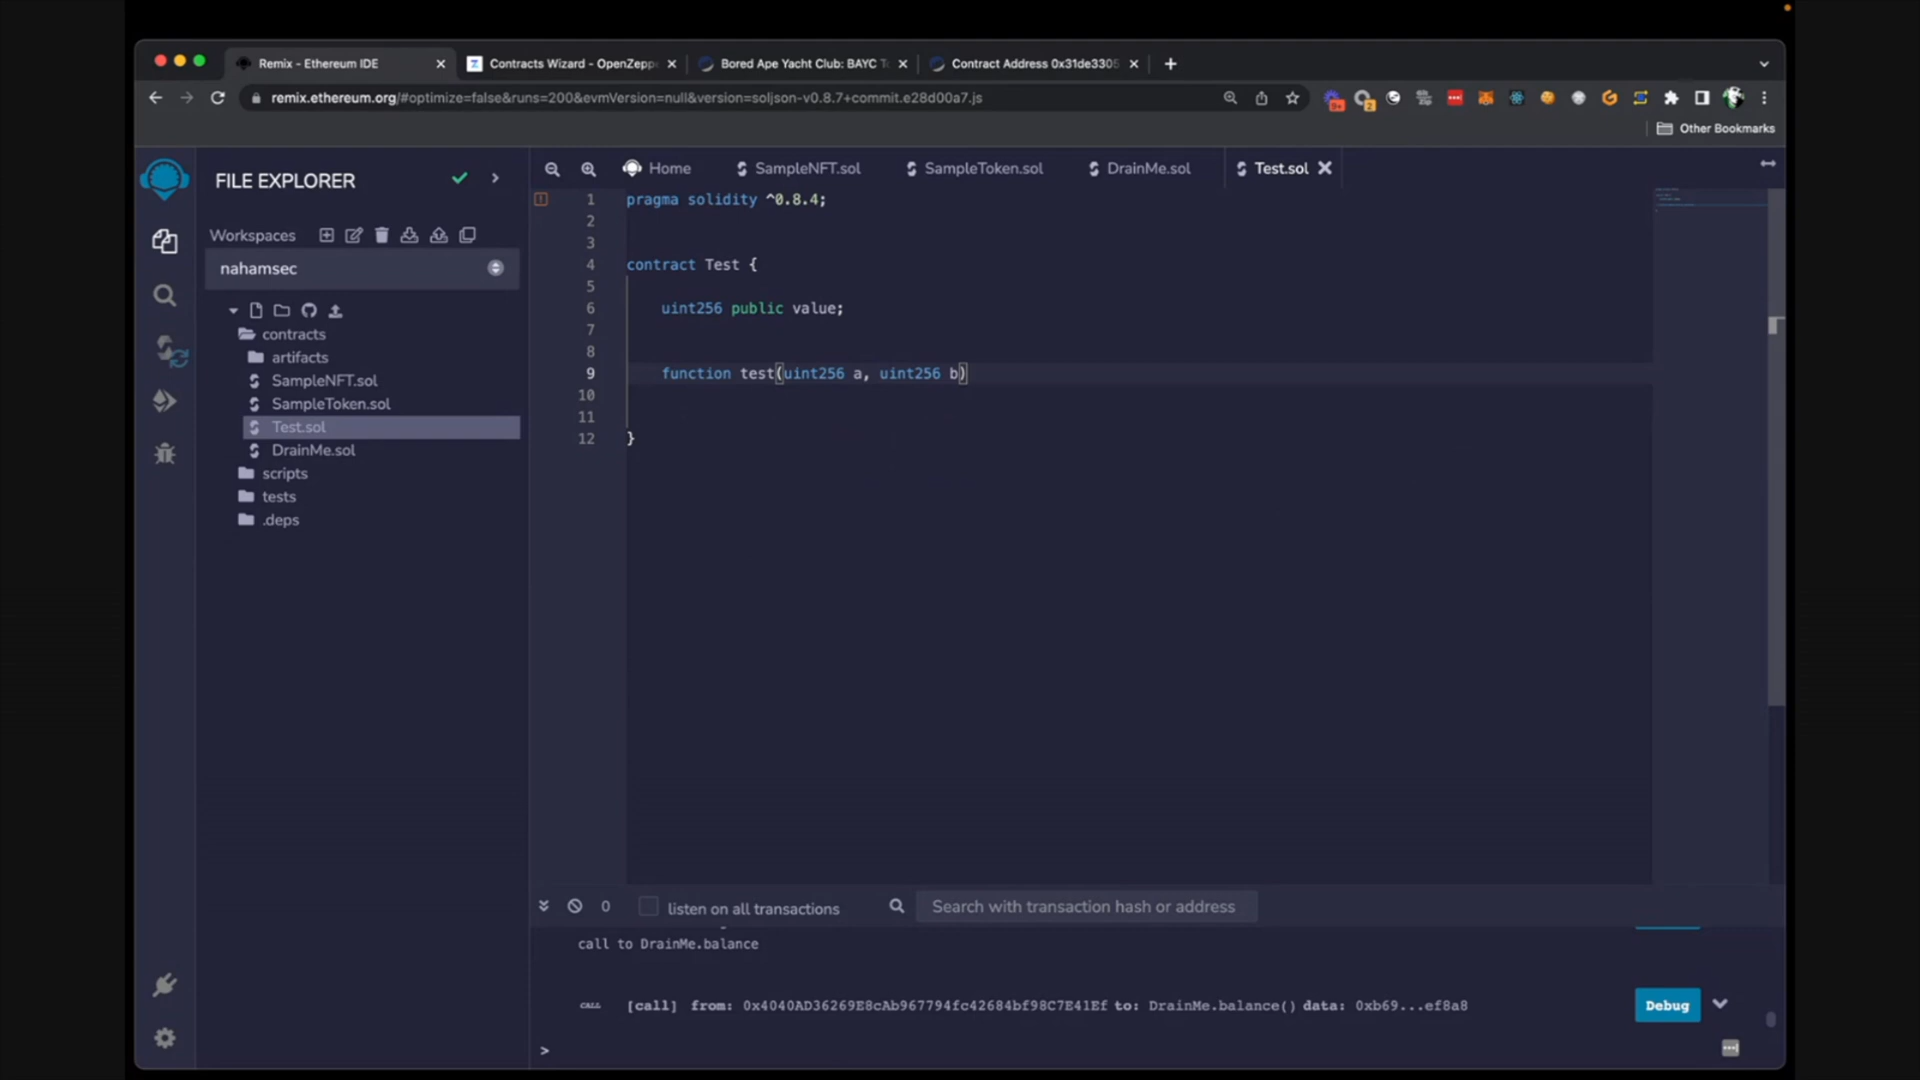 Remix - Ethereum IDE
Contracts Wizard - OpenZepp
Bored Ape Yacht Club: BAYC T
Contract Address 0x31de3305
remix.ethereum.org/#optimize=false&runs=200&evmVersion=null&version=soljson-v0.8.7+commit.e28d00a7.js
9+
2
Other Bookmarks
FILE EXPLORER
Home
SampleNFT.sol
SampleToken.sol
DrainMe.sol
Test.sol
Workspaces
nahamsec
contracts
artifacts
SampleNFT.sol
SampleToken.sol
Test.sol
DrainMe.sol
scripts
tests
.deps
1 pragma solidity ^0.8.4;
2
3
4 contract Test {
5
6 uint256 public value;
7
8
9 function test(uint256 a, uint256 b)
10
11
12 }
0
listen on all transactions
Search with transaction hash or address
call to DrainMe.balance
CALL [call] from: 0x4040AD36269E8cAb967794fc42684bf98C7E41Ef to: DrainMe.balance() data: 0xb69...ef8a8
Debug
>